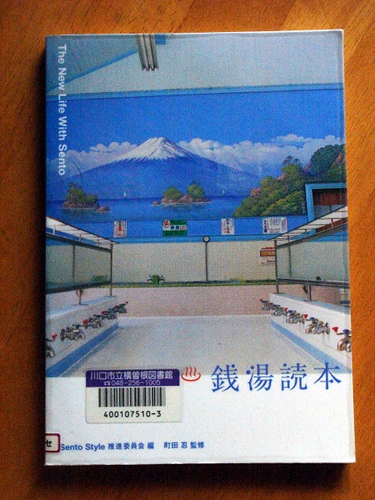 The New Life With Sento
♨ 銭湯読本
川口市立横曽根図書館
☎048-256-1005
400107510-3
セ
Sento Style 推進委員会 編 町田 忍 監修